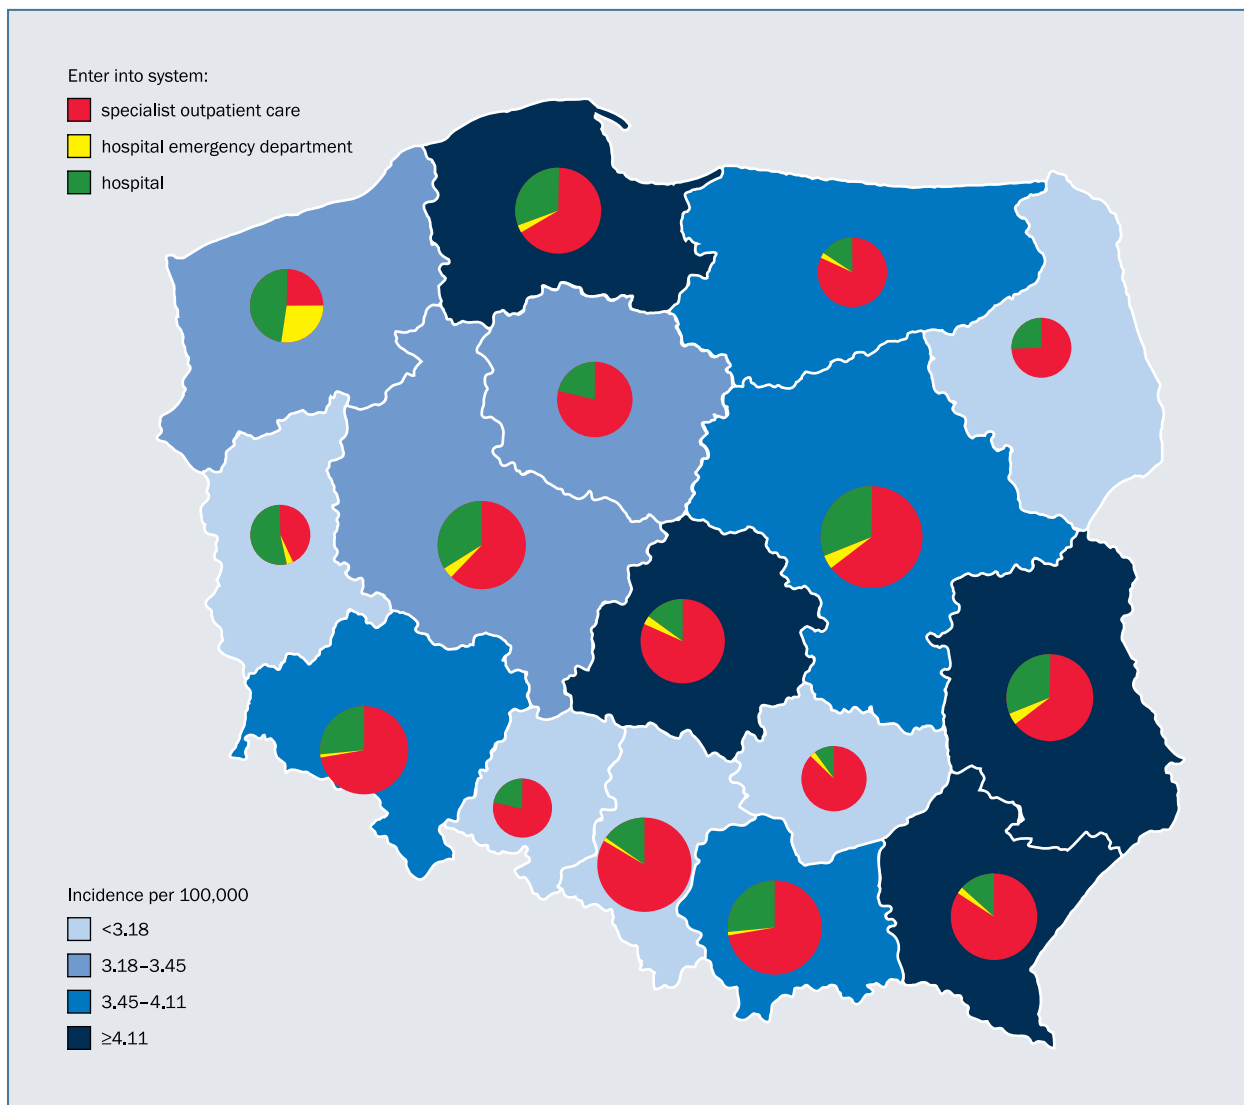 Enter into system:
specialist outpatient care
hospital emergency department
hospital
Incidence per 100,000
<3.18
3.18–3.45
3.45–4.11
≥4.11